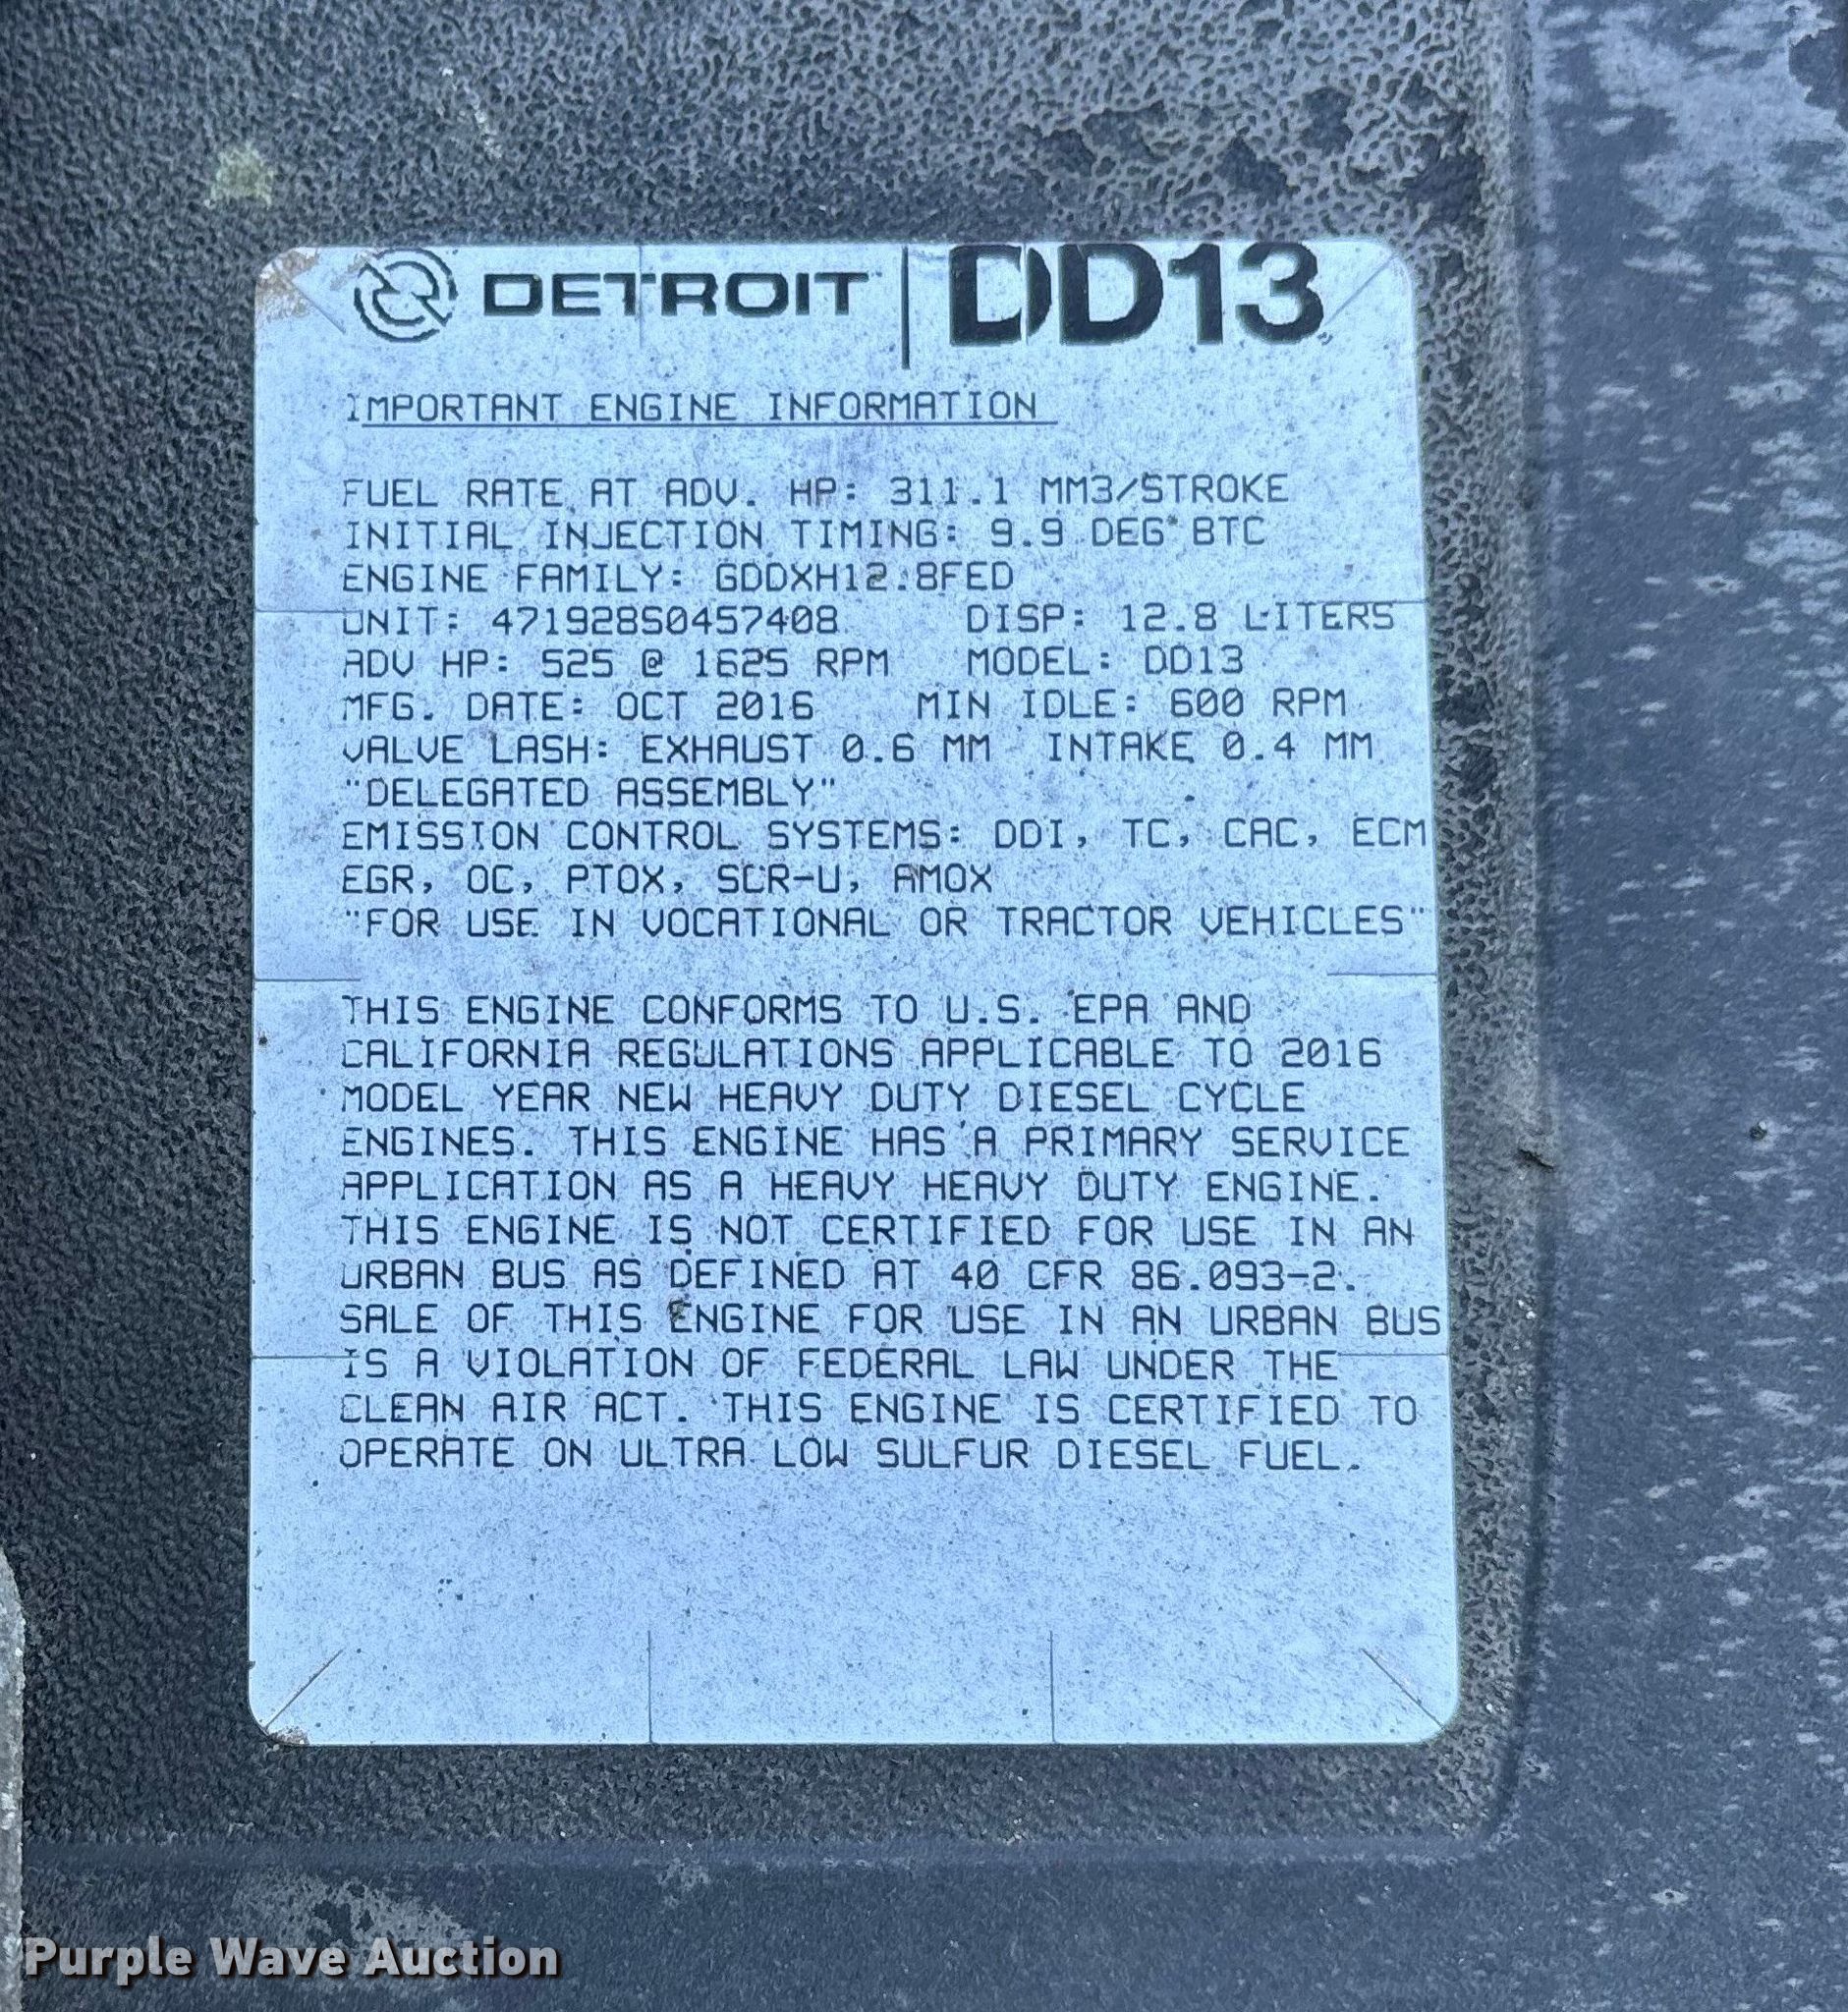 DETROIT DD13
IMPORTANT ENGINE INFORMATION
FUEL RATE AT ADV. HP: 311.1 MM3/STROKE
INITIAL INJECTION TIMING: 9.9 DEG BTC
ENGINE FAMILY: GDDXH12.8FED
UNIT: 471928S0457408 DISP: 12.8 LITERS
ADV HP: 525 @ 1625 RPM MODEL: DD13
MFG. DATE: OCT 2016 MIN IDLE: 600 RPM
VALVE LASH: EXHAUST 0.6 MM INTAKE 0.4 MM
"DELEGATED ASSEMBLY"
EMISSION CONTROL SYSTEMS: DDI, TC, CAC, ECM
EGR, OC, PTOX, SCR-U, AMOX
"FOR USE IN VOCATIONAL OR TRACTOR VEHICLES"
THIS ENGINE CONFORMS TO U.S. EPA AND
CALIFORNIA REGULATIONS APPLICABLE TO 2016
MODEL YEAR NEW HEAVY DUTY DIESEL CYCLE
ENGINES. THIS ENGINE HAS A PRIMARY SERVICE
APPLICATION AS A HEAVY HEAVY DUTY ENGINE.
THIS ENGINE IS NOT CERTIFIED FOR USE IN AN
URBAN BUS AS DEFINED AT 40 CFR 86.093-2.
SALE OF THIS ENGINE FOR USE IN AN URBAN BUS
IS A VIOLATION OF FEDERAL LAW UNDER THE
CLEAN AIR ACT. THIS ENGINE IS CERTIFIED TO
OPERATE ON ULTRA LOW SULFUR DIESEL FUEL.
Purple Wave Auction